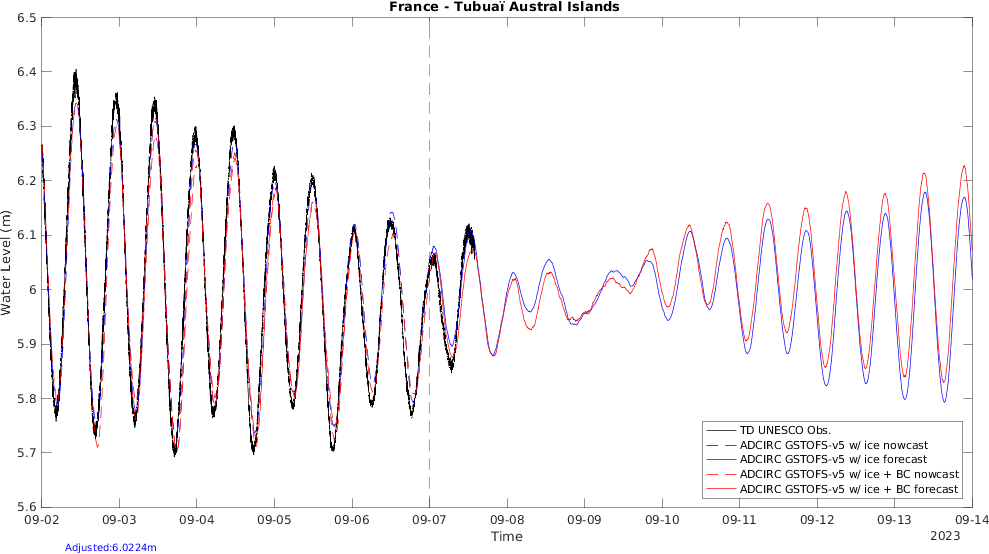 France - Tubuaï Austral Islands
6.5
6.4
6.3
6.2
6.1
6
5.9
5.8
5.7
5.6
Water Level (m)
TD UNESCO Obs.
ADCIRC GSTOFS-v5 w/ ice nowcast
ADCIRC GSTOFS-v5 w/ ice forecast
ADCIRC GSTOFS-v5 w/ ice + BC nowcast
ADCIRC GSTOFS-v5 w/ ice + BC forecast
09-02 09-03 09-04 09-05 09-06 09-07 09-08 09-09 09-10 09-11 09-12 09-13 09-14
Time
2023
Adjusted:6.0224m